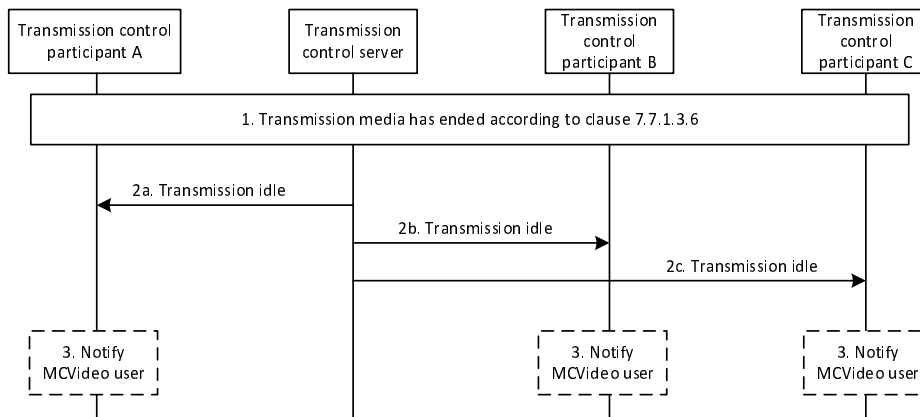 Transmission control
participant A
Transmission
control server
Transmission
control
participant B
Transmission
control
participant C
1. Transmission media has ended according to clause 7.7.1.3.6
2a. Transmission idle
2b. Transmission idle
2c. Transmission idle
3. Notify
MCVideo user
3. Notify
MCVideo user
3. Notify
MCVideo user